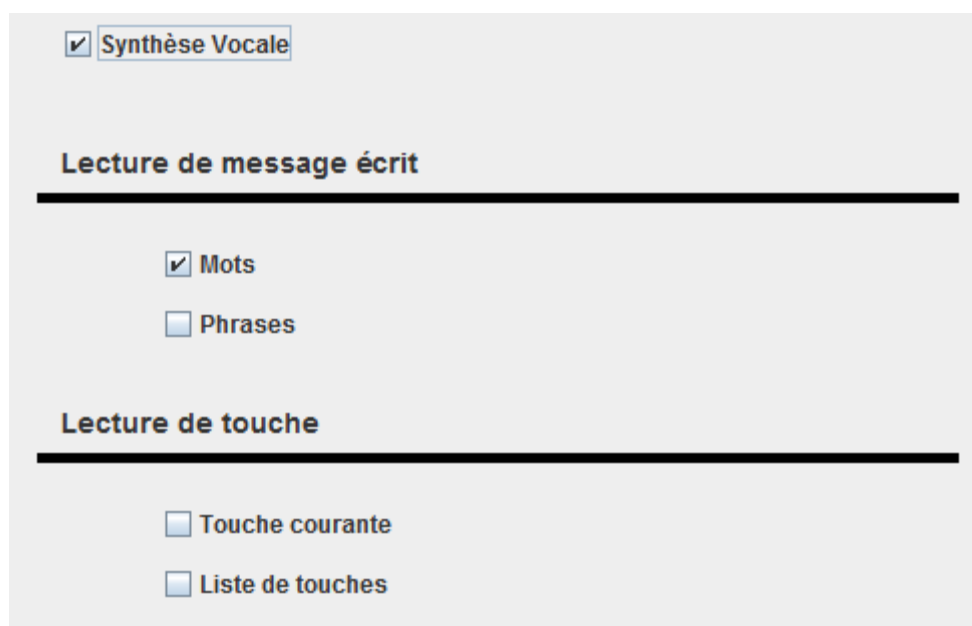 Synthèse Vocale
Lecture de message écrit
Mots
Phrases
Lecture de touche
Touche courante
Liste de touches